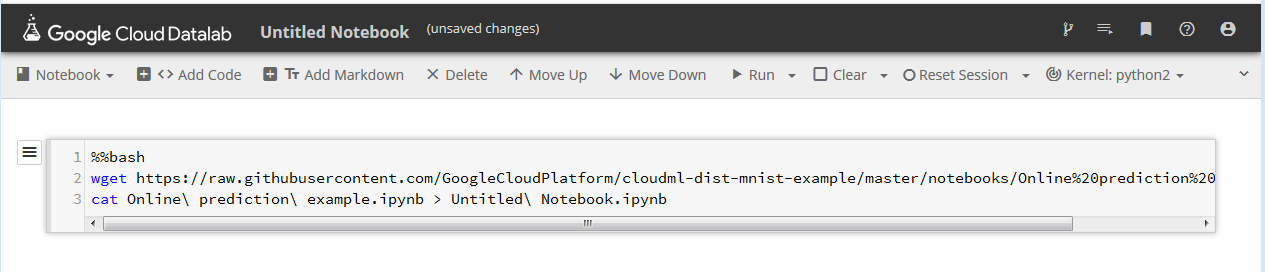 Google Cloud Datalab Untitled Notebook (unsaved changes)
Notebook <> Add Code Tт Add Markdown Delete Move Up Move Down Run Clear Reset Session Kernel: python2
1 %%bash
2 wget https://raw.githubusercontent.com/GoogleCloudPlatform/cloudml-dist-mnist-example/master/notebooks/Online%20prediction%20
3 cat Online\ prediction\ example.ipynb > Untitled\ Notebook.ipynb